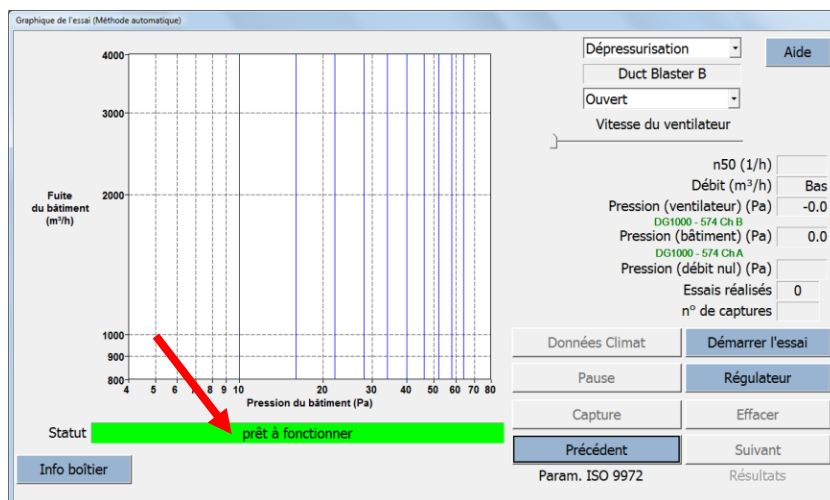 Graphique de l'essai (Méthode automatique)
Dépressurisation
Aide
Duct Blaster B
Ouvert
Vitesse du ventilateur
4000
3000
2000
1000
900
800
Fuite
du bâtiment
(m³/h)
4 5 6 7 8 9 10 20 30 40 50 60 70 80
Pression du bâtiment (Pa)
n50 (1/h)
Débit (m³/h) Bas
Pression (ventilateur) (Pa) -0.0
DG1000 - 574 Ch B
Pression (bâtiment) (Pa) 0.0
DG1000 - 574 Ch A
Pression (débit nul) (Pa)
Essais réalisés 0
n° de captures
Données Climat Démarrer l'essai
Pause Régulateur
Capture Effacer
Statut prêt à fonctionner
Précédent Suivant
Info boîtier
Param. ISO 9972 Résultats